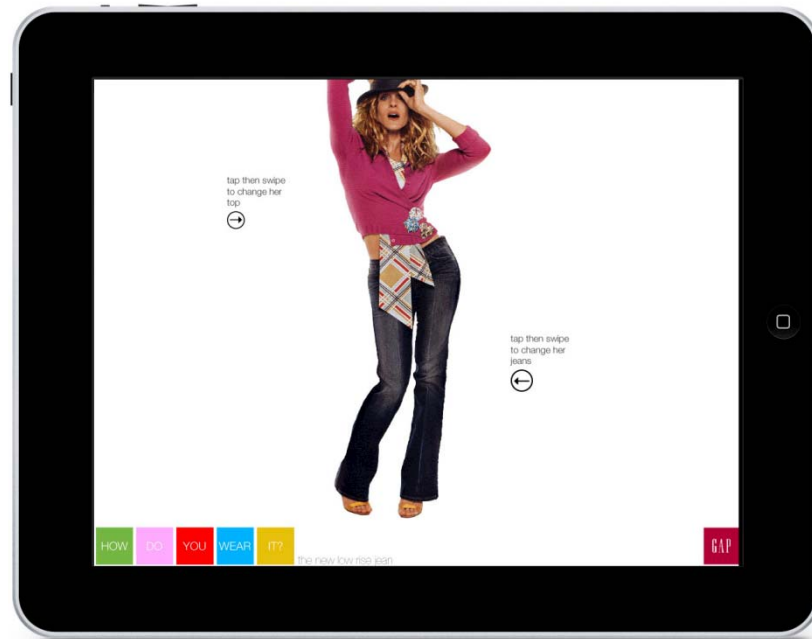 tap then swipe
to change her
top
tap then swipe
to change her
jeans
HOW DO YOU WEAR IT?
the new low rise jean
GAP